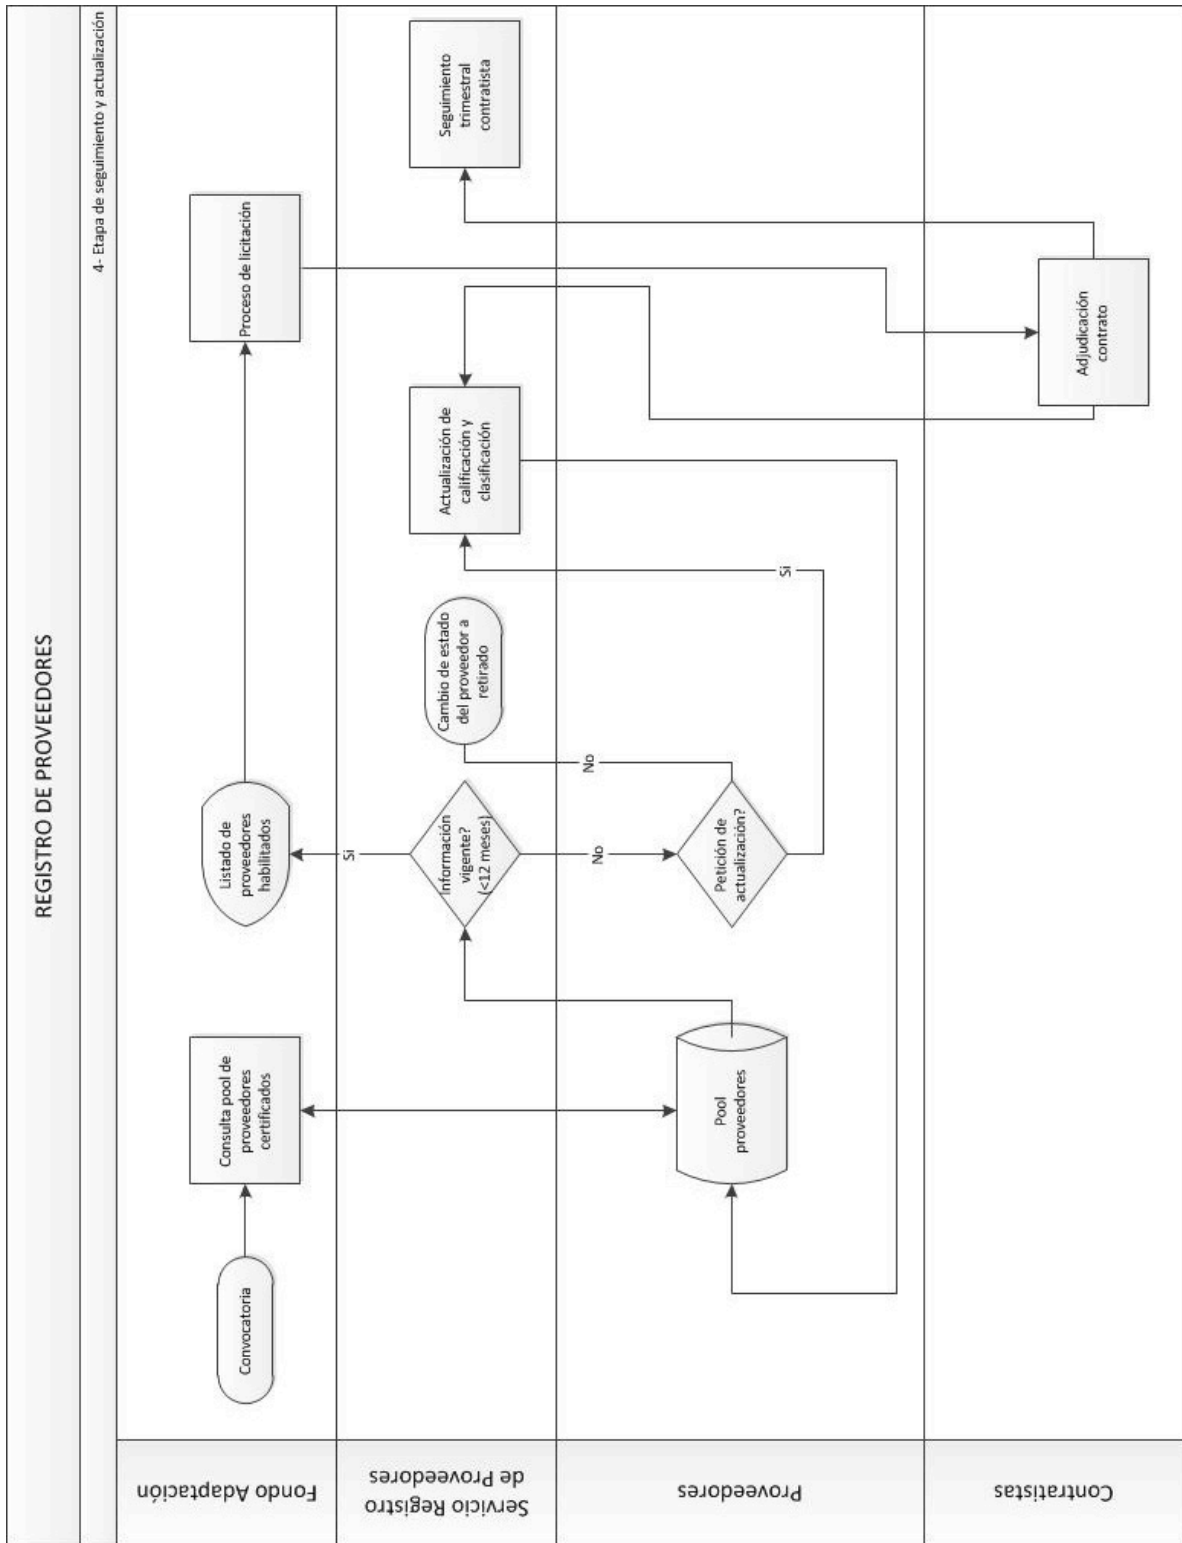 REGISTRO DE PROVEEDORES
4- Etapa de seguimiento y actualización
Fondo Adaptación
Convocatoria
Consulta pool de
proveedores
certificados
Listado de
proveedores
habilitados
Proceso de licitación
Servicio Registro
de Proveedores
Información
vigente?
(<12 meses)
Si
No
Cambio de estado
del proveedor a
retirado
Actualización de
calificación y
clasificación
Seguimiento
trimestral
contratista
Proveedores
Pool
proveedores
Petición de
actualización?
No
Si
Contratistas
Adjudicación
contrato